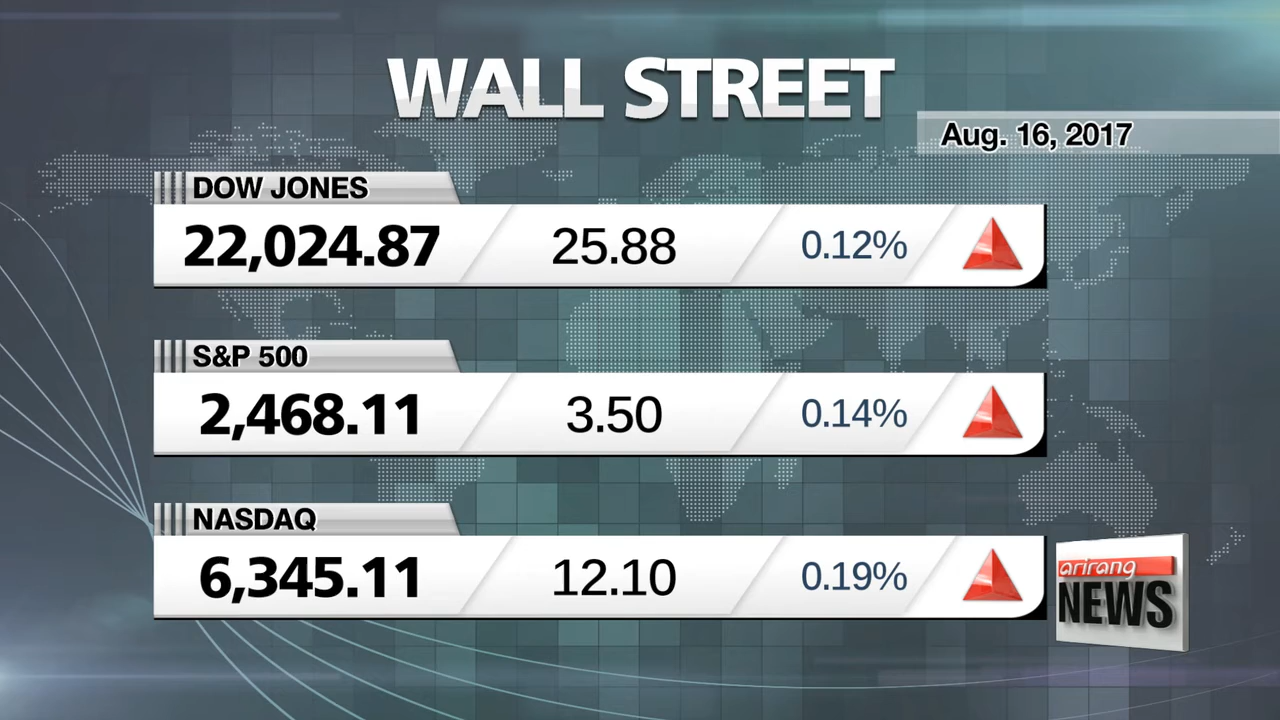 WALL STREET
Aug. 16, 2017
DOW JONES
22,024.87 25.88 0.12%
S&P 500
2,468.11 3.50 0.14%
NASDAQ
6,345.11 12.10 0.19%
arirang
NEWS